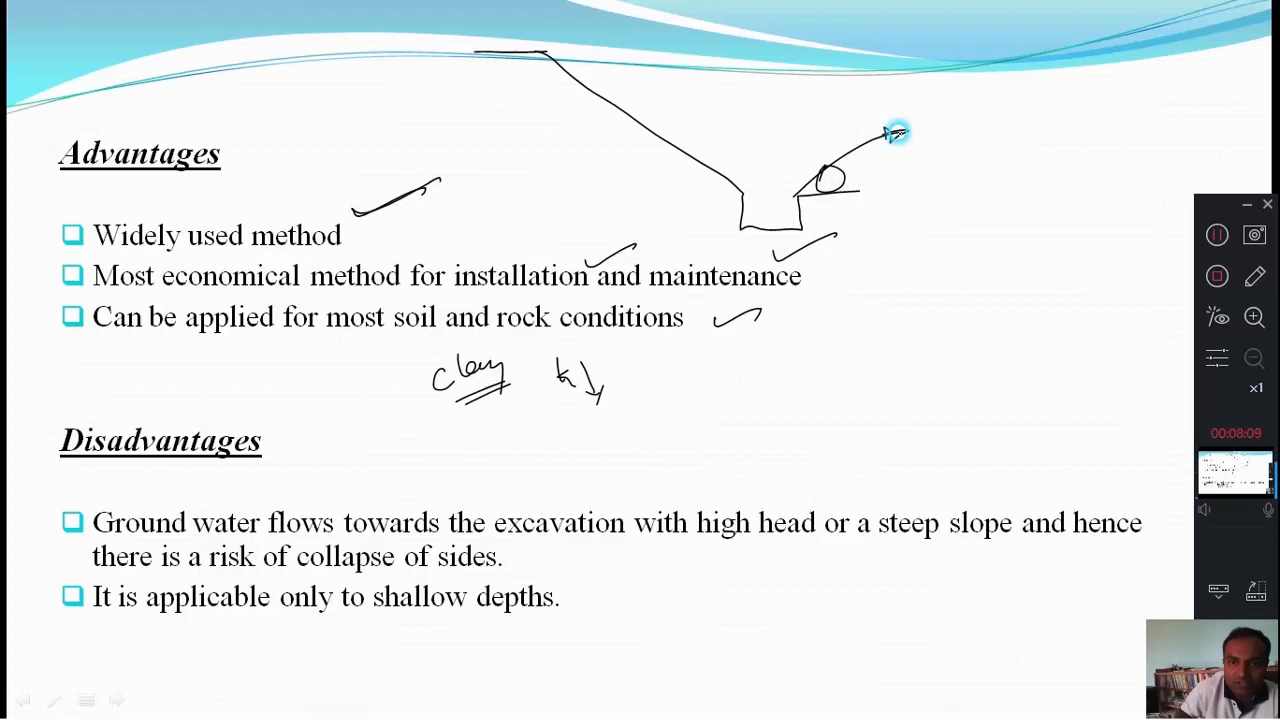 Advantages
Widely used method
Most economical method for installation and maintenance
Can be applied for most soil and rock conditions
clay k
Disadvantages
Ground water flows towards the excavation with high head or a steep slope and hence
there is a risk of collapse of sides.
It is applicable only to shallow depths.
x1
00:08:09